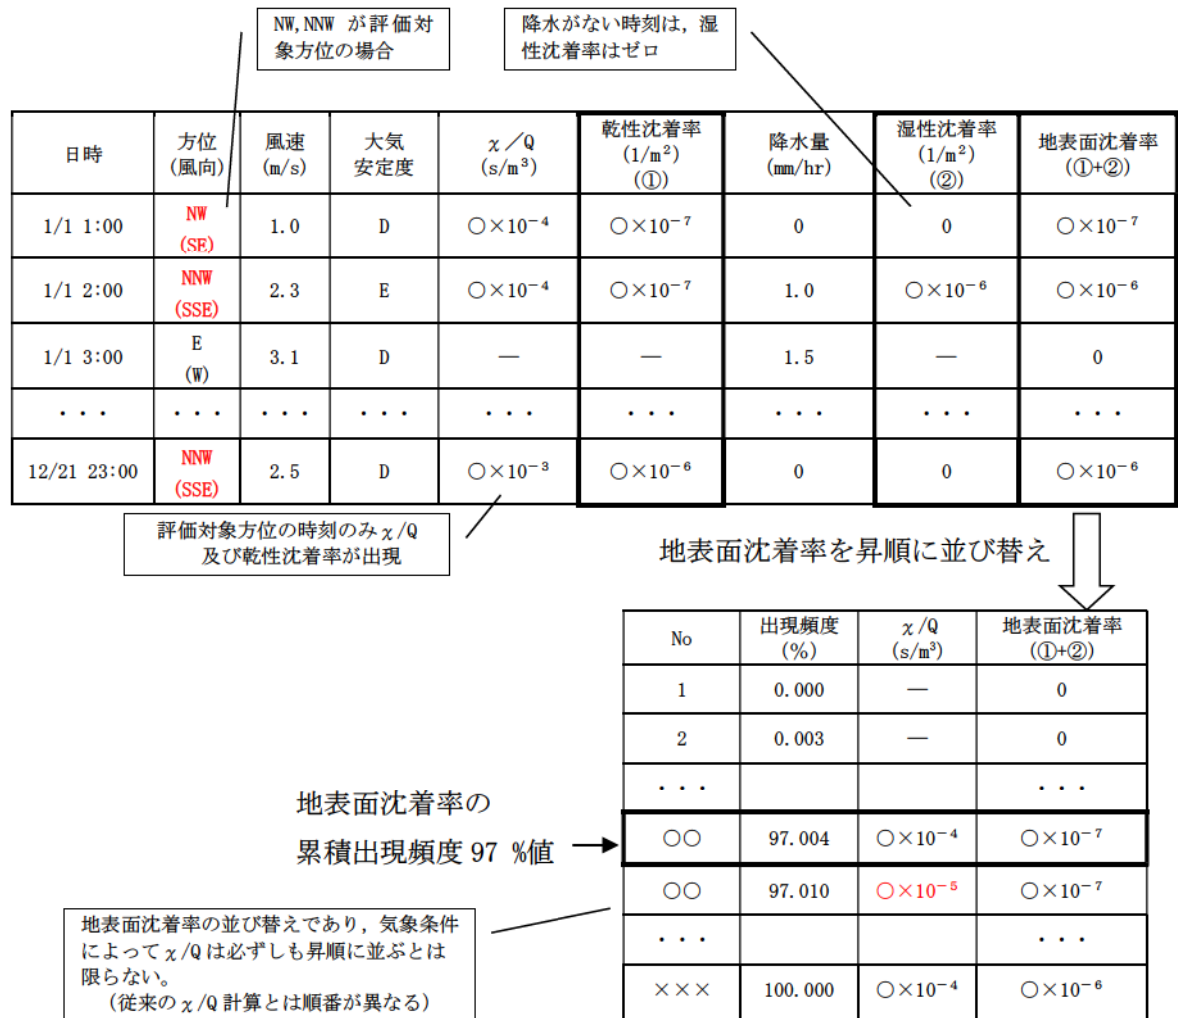 NW,NNW が評価対
象方位の場合
降水がない時刻は，湿
性沈着率はゼロ
日時 方位 (風向) 風速 (m/s) 大気 安定度 χ／Q (s/m³) 乾性沈着率 (1/m²) (①) 降水量 (mm/hr) 湿性沈着率 (1/m²) (②) 地表面沈着率 (①+②)
1/1 1:00 NW (SE) 1.0 D ○×10⁻⁴ ○×10⁻⁷ 0 0 ○×10⁻⁷
1/1 2:00 NNW (SSE) 2.3 E ○×10⁻⁴ ○×10⁻⁷ 1.0 ○×10⁻⁶ ○×10⁻⁶
1/1 3:00 E (W) 3.1 D — — 1.5 — 0
・・・ ・・・ ・・・ ・・・ ・・・ ・・・ ・・・ ・・・ ・・・
12/21 23:00 NNW (SSE) 2.5 D ○×10⁻³ ○×10⁻⁶ 0 0 ○×10⁻⁶
評価対象方位の時刻のみχ/Q
及び乾性沈着率が出現
地表面沈着率を昇順に並び替え
No 出現頻度 (%) χ/Q (s/m³) 地表面沈着率 (①+②)
1 0.000 — 0
2 0.003 — 0
・・・ ・・・
地表面沈着率の
累積出現頻度 97 %値
○○ 97.004 ○×10⁻⁴ ○×10⁻⁷
○○ 97.010 ○×10⁻⁵ ○×10⁻⁷
・・・ ・・・
××× 100.000 ○×10⁻⁴ ○×10⁻⁶
地表面沈着率の並び替えであり，気象条件
によってχ/Qは必ずしも昇順に並ぶとは
限らない。
（従来のχ/Q計算とは順番が異なる）